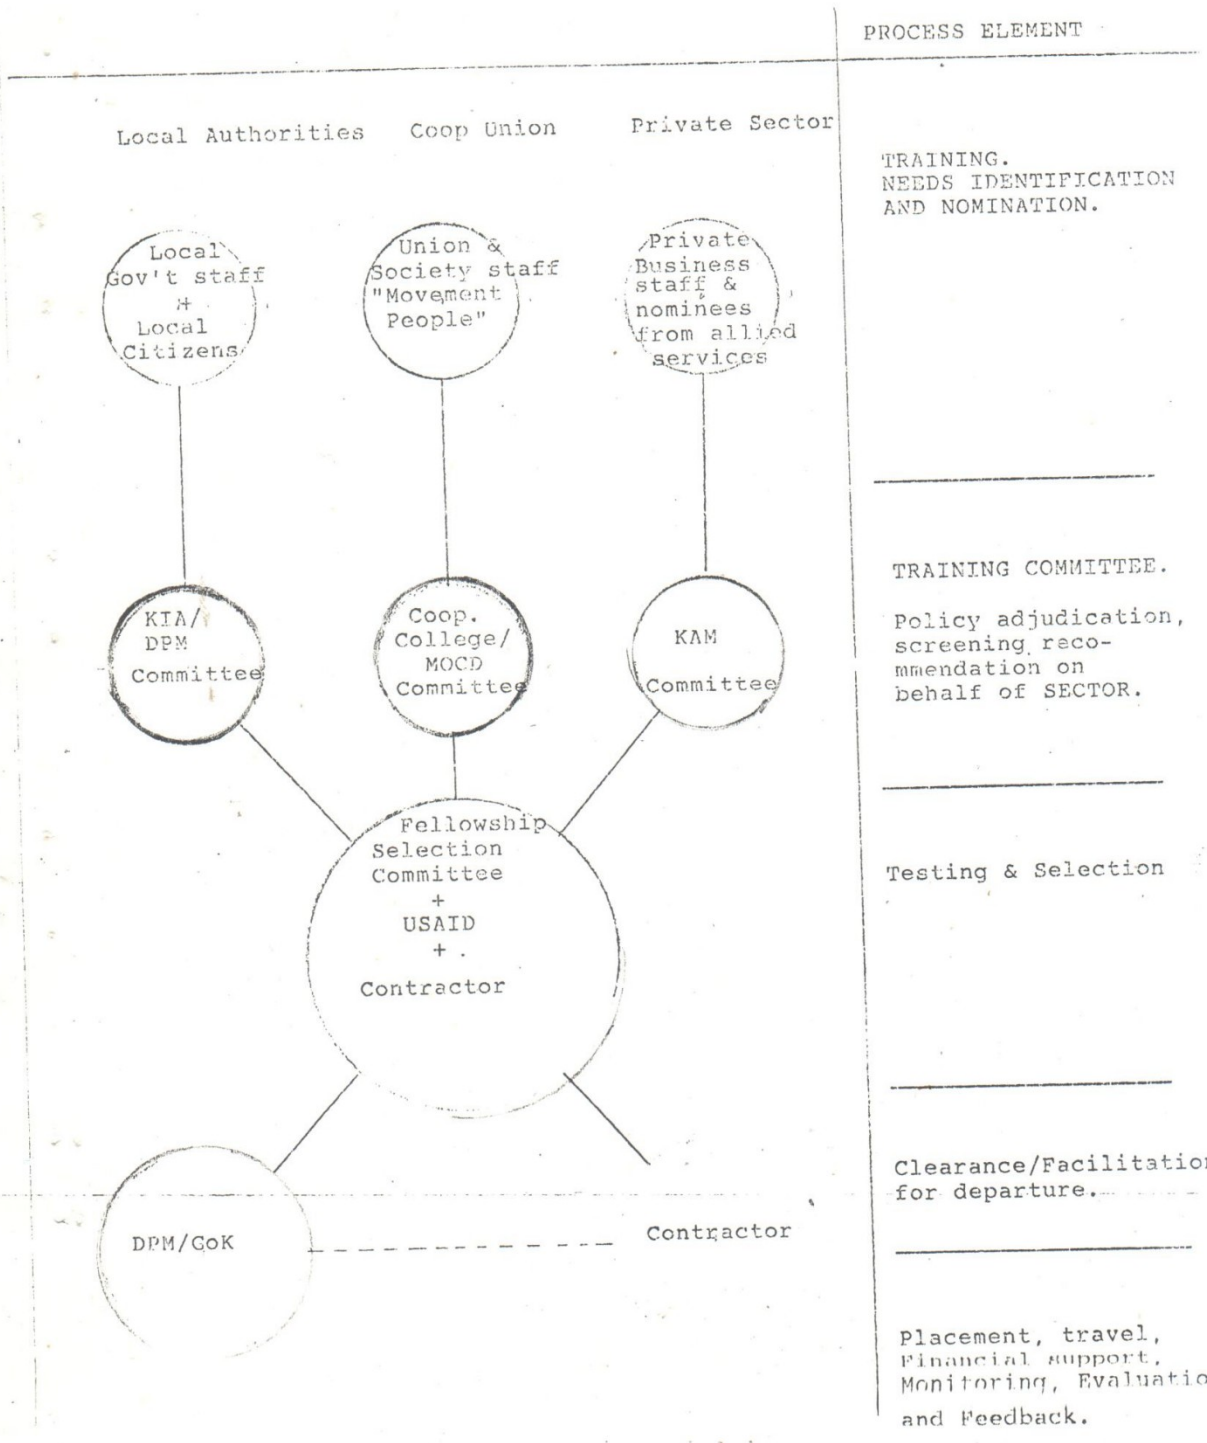 PROCESS ELEMENT
Local Authorities Coop Union Private Sector
TRAINING.
NEEDS IDENTIFICATION
AND NOMINATION.
Local
Gov't staff
+
Local
Citizens
Union &
Society staff
"Movement
People"
Private
Business
staff &
nominees
from allied
services
KIA/
DPM
Committee
Coop.
College/
MOCD
Committee
KAM
Committee
TRAINING COMMITTEE.
Policy adjudication,
screening reco-
mmendation on
behalf of SECTOR.
Fellowship
Selection
Committee
+
USAID
+
Contractor
Testing & Selection
Clearance/Facilitation
for departure.
DPM/GoK
Contractor
Placement, travel,
Financial support,
Monitoring, Evaluatio
and Feedback.